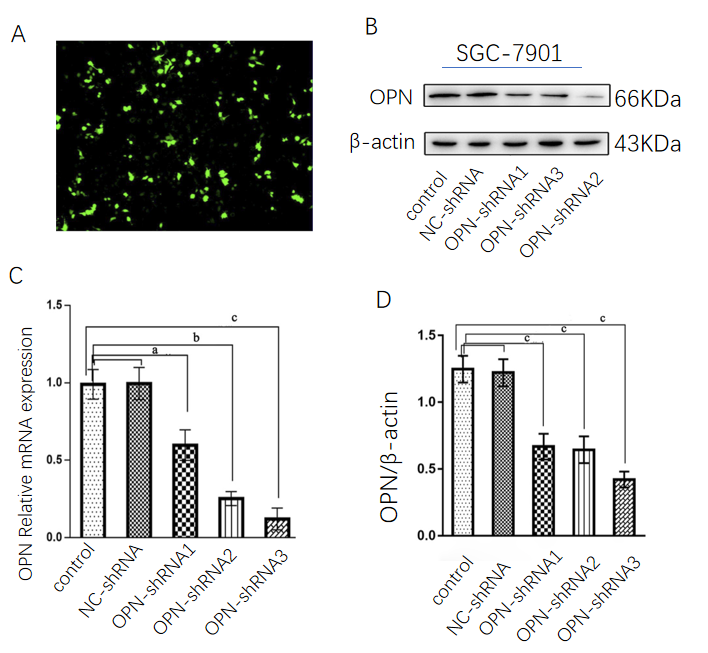 A
B
SGC-7901
OPN
66KDa
β-actin
43KDa
control
NC-shRNA
OPN-shRNA1
OPN-shRNA3
OPN-shRNA2
C
OPN Relative mRNA expression
1.5
1.0
0.5
0.0
c
b
a
control
NC-shRNA
OPN-shRNA1
OPN-shRNA2
OPN-shRNA3
D
OPN/β-actin
1.5
1.0
0.5
0.0
c
c
c
control
NC-shRNA
OPN-shRNA1
OPN-shRNA2
OPN-shRNA3